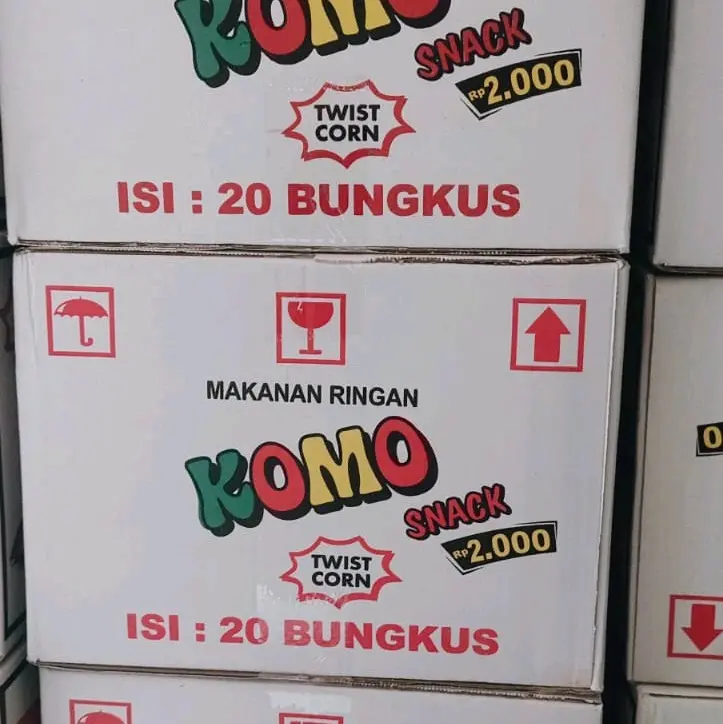 KOMO
SNACK
Rp2.000
TWIST
CORN
ISI : 20 BUNGKUS
MAKANAN RINGAN
KOMO
SNACK
Rp2.000
TWIST
CORN
ISI : 20 BUNGKUS